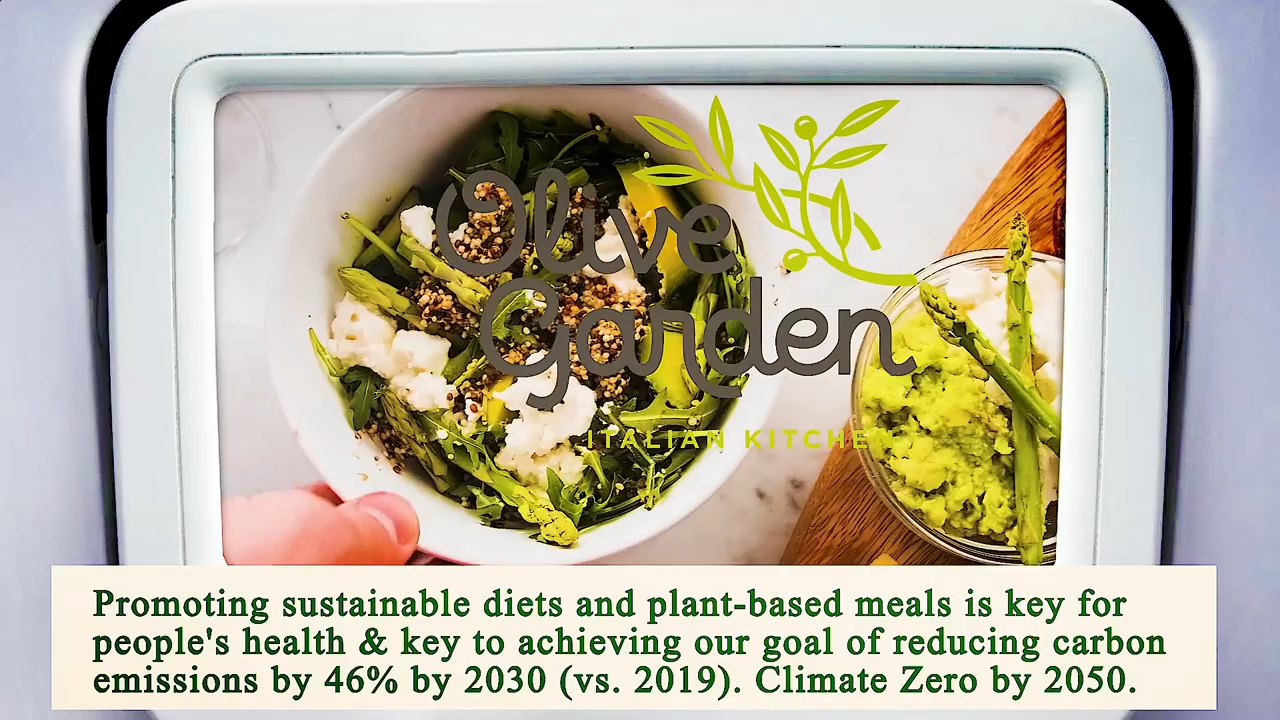 Olive
Garden
ITALIAN KITCHEN
Promoting sustainable diets and plant-based meals is key for
people's health & key to achieving our goal of reducing carbon
emissions by 46% by 2030 (vs. 2019). Climate Zero by 2050.